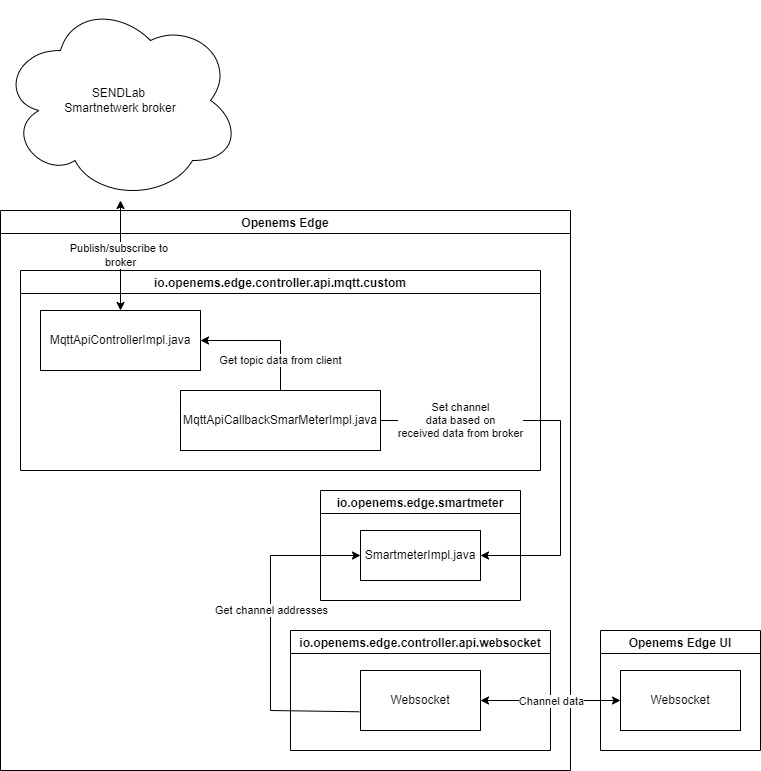 SENDLab
Smartnetwerk broker
Openems Edge
Publish/subscribe to
broker
io.openems.edge.controller.api.mqtt.custom
MqttApiControllerImpl.java
Get topic data from client
MqttApiCallbackSmarMeterImpl.java
Set channel
data based on
received data from broker
io.openems.edge.smartmeter
SmartmeterImpl.java
Get channel addresses
io.openems.edge.controller.api.websocket
Websocket
Channel data
Openems Edge UI
Websocket